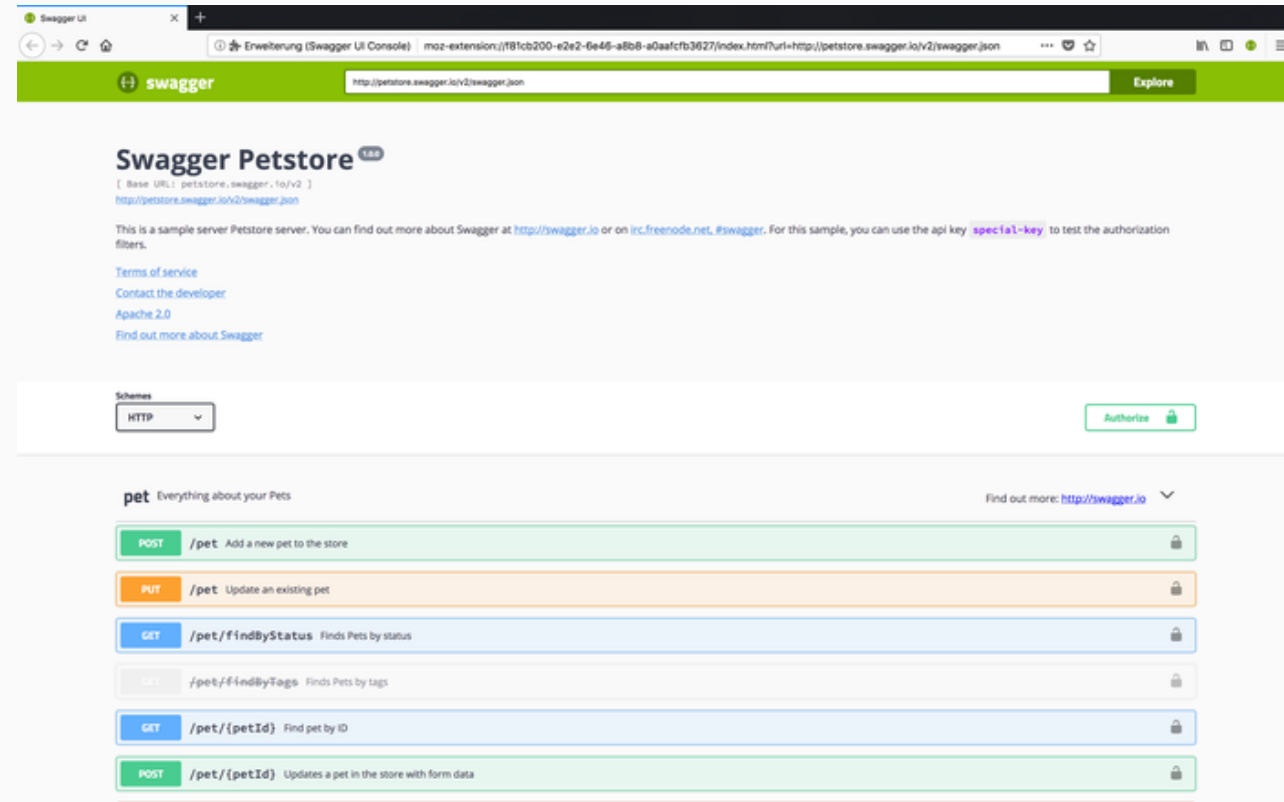 Swagger UI
Erweiterung (Swagger UI Console) moz-extension://f81cb200-e2e2-6e46-a8b8-a0aafcfb3627/index.html?url=http://petstore.swagger.io/v2/swagger.json
swagger http://petstore.swagger.io/v2/swagger.json Explore
Swagger Petstore 1.0.0
[ Base URL: petstore.swagger.io/v2 ]
http://petstore.swagger.io/v2/swagger.json
This is a sample server Petstore server. You can find out more about Swagger at http://swagger.io or on irc.freenode.net, #swagger. For this sample, you can use the api key special-key to test the authorization
filters.
Terms of service
Contact the developer
Apache 2.0
Find out more about Swagger
Schemes
HTTP Authorize
pet Everything about your Pets Find out more: http://swagger.io
POST /pet Add a new pet to the store
PUT /pet Update an existing pet
GET /pet/findByStatus Finds Pets by status
GET /pet/findByTags Finds Pets by tags
GET /pet/{petId} Find pet by ID
POST /pet/{petId} Updates a pet in the store with form data